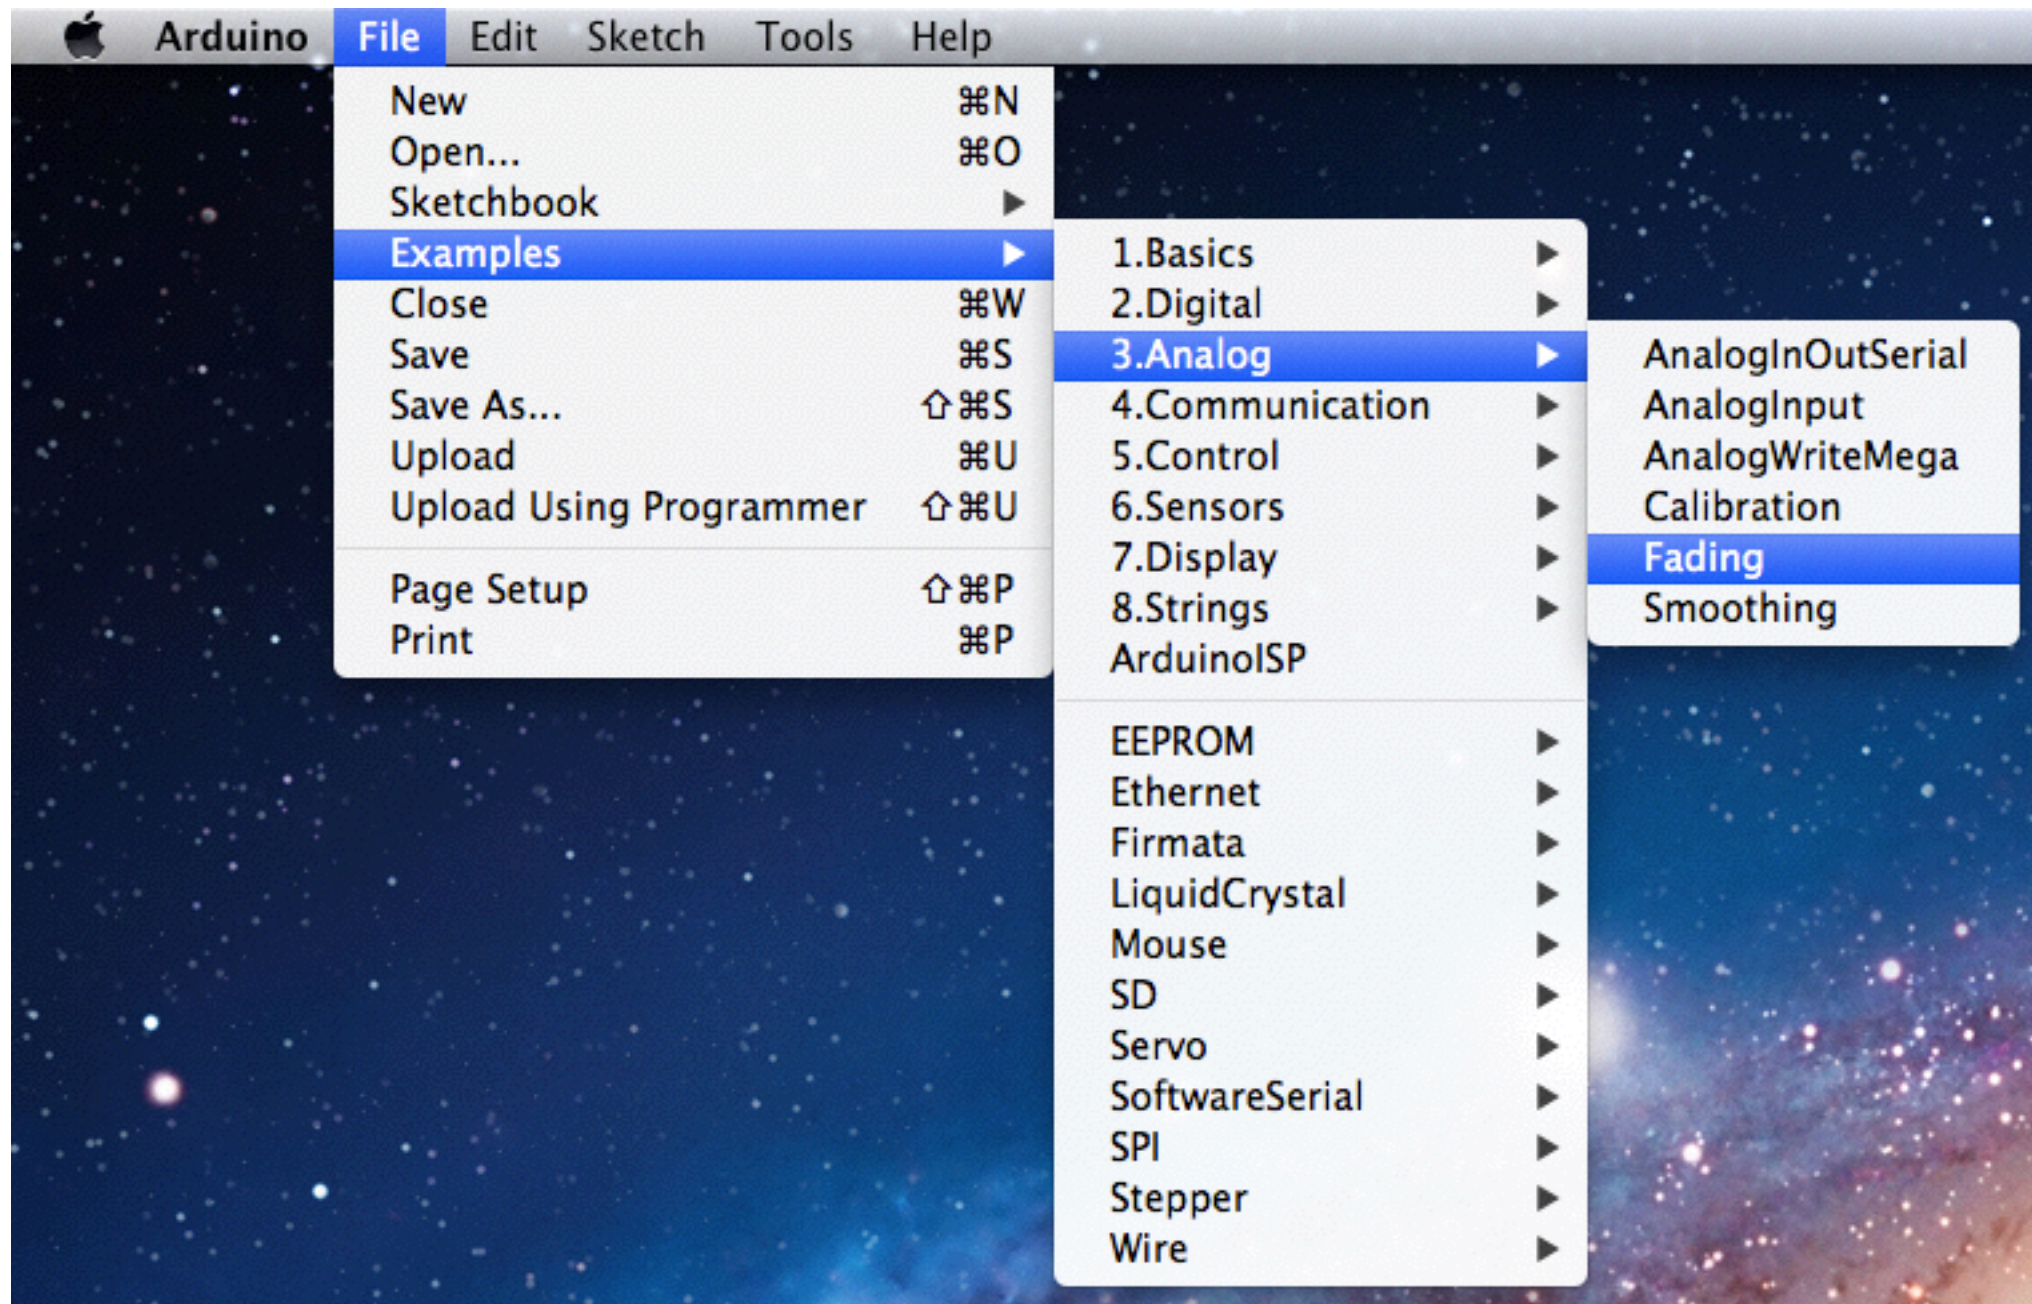 Arduino File Edit Sketch Tools Help
New ⌘N
Open... ⌘O
Sketchbook
Examples
Close ⌘W
Save ⌘S
Save As... ⇧⌘S
Upload ⌘U
Upload Using Programmer ⇧⌘U
Page Setup ⇧⌘P
Print ⌘P
1.Basics
2.Digital
3.Analog
4.Communication
5.Control
6.Sensors
7.Display
8.Strings
ArduinoISP
EEPROM
Ethernet
Firmata
LiquidCrystal
Mouse
SD
Servo
SoftwareSerial
SPI
Stepper
Wire
AnalogInOutSerial
AnalogInput
AnalogWriteMega
Calibration
Fading
Smoothing